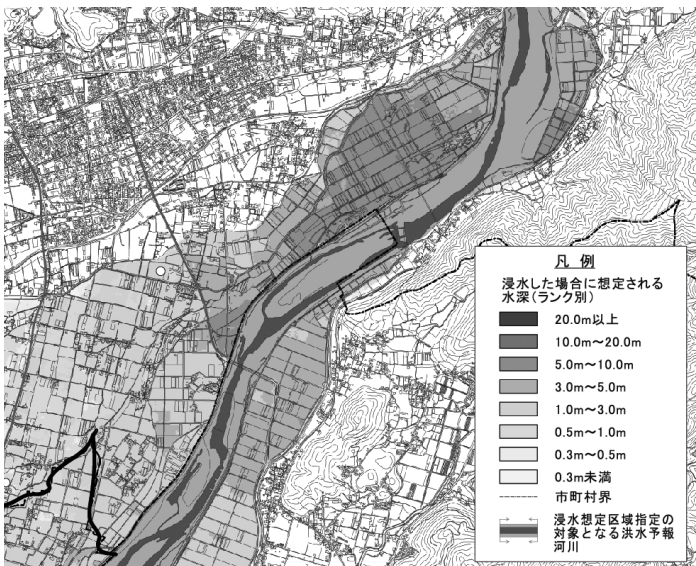 凡 例
浸水した場合に想定される
水深(ランク別)
20.0m以上
10.0m～20.0m
5.0m～10.0m
3.0m～5.0m
1.0m～3.0m
0.5m～1.0m
0.3m～0.5m
0.3m未満
市町村界
浸水想定区域指定の
対象となる洪水予報
河川